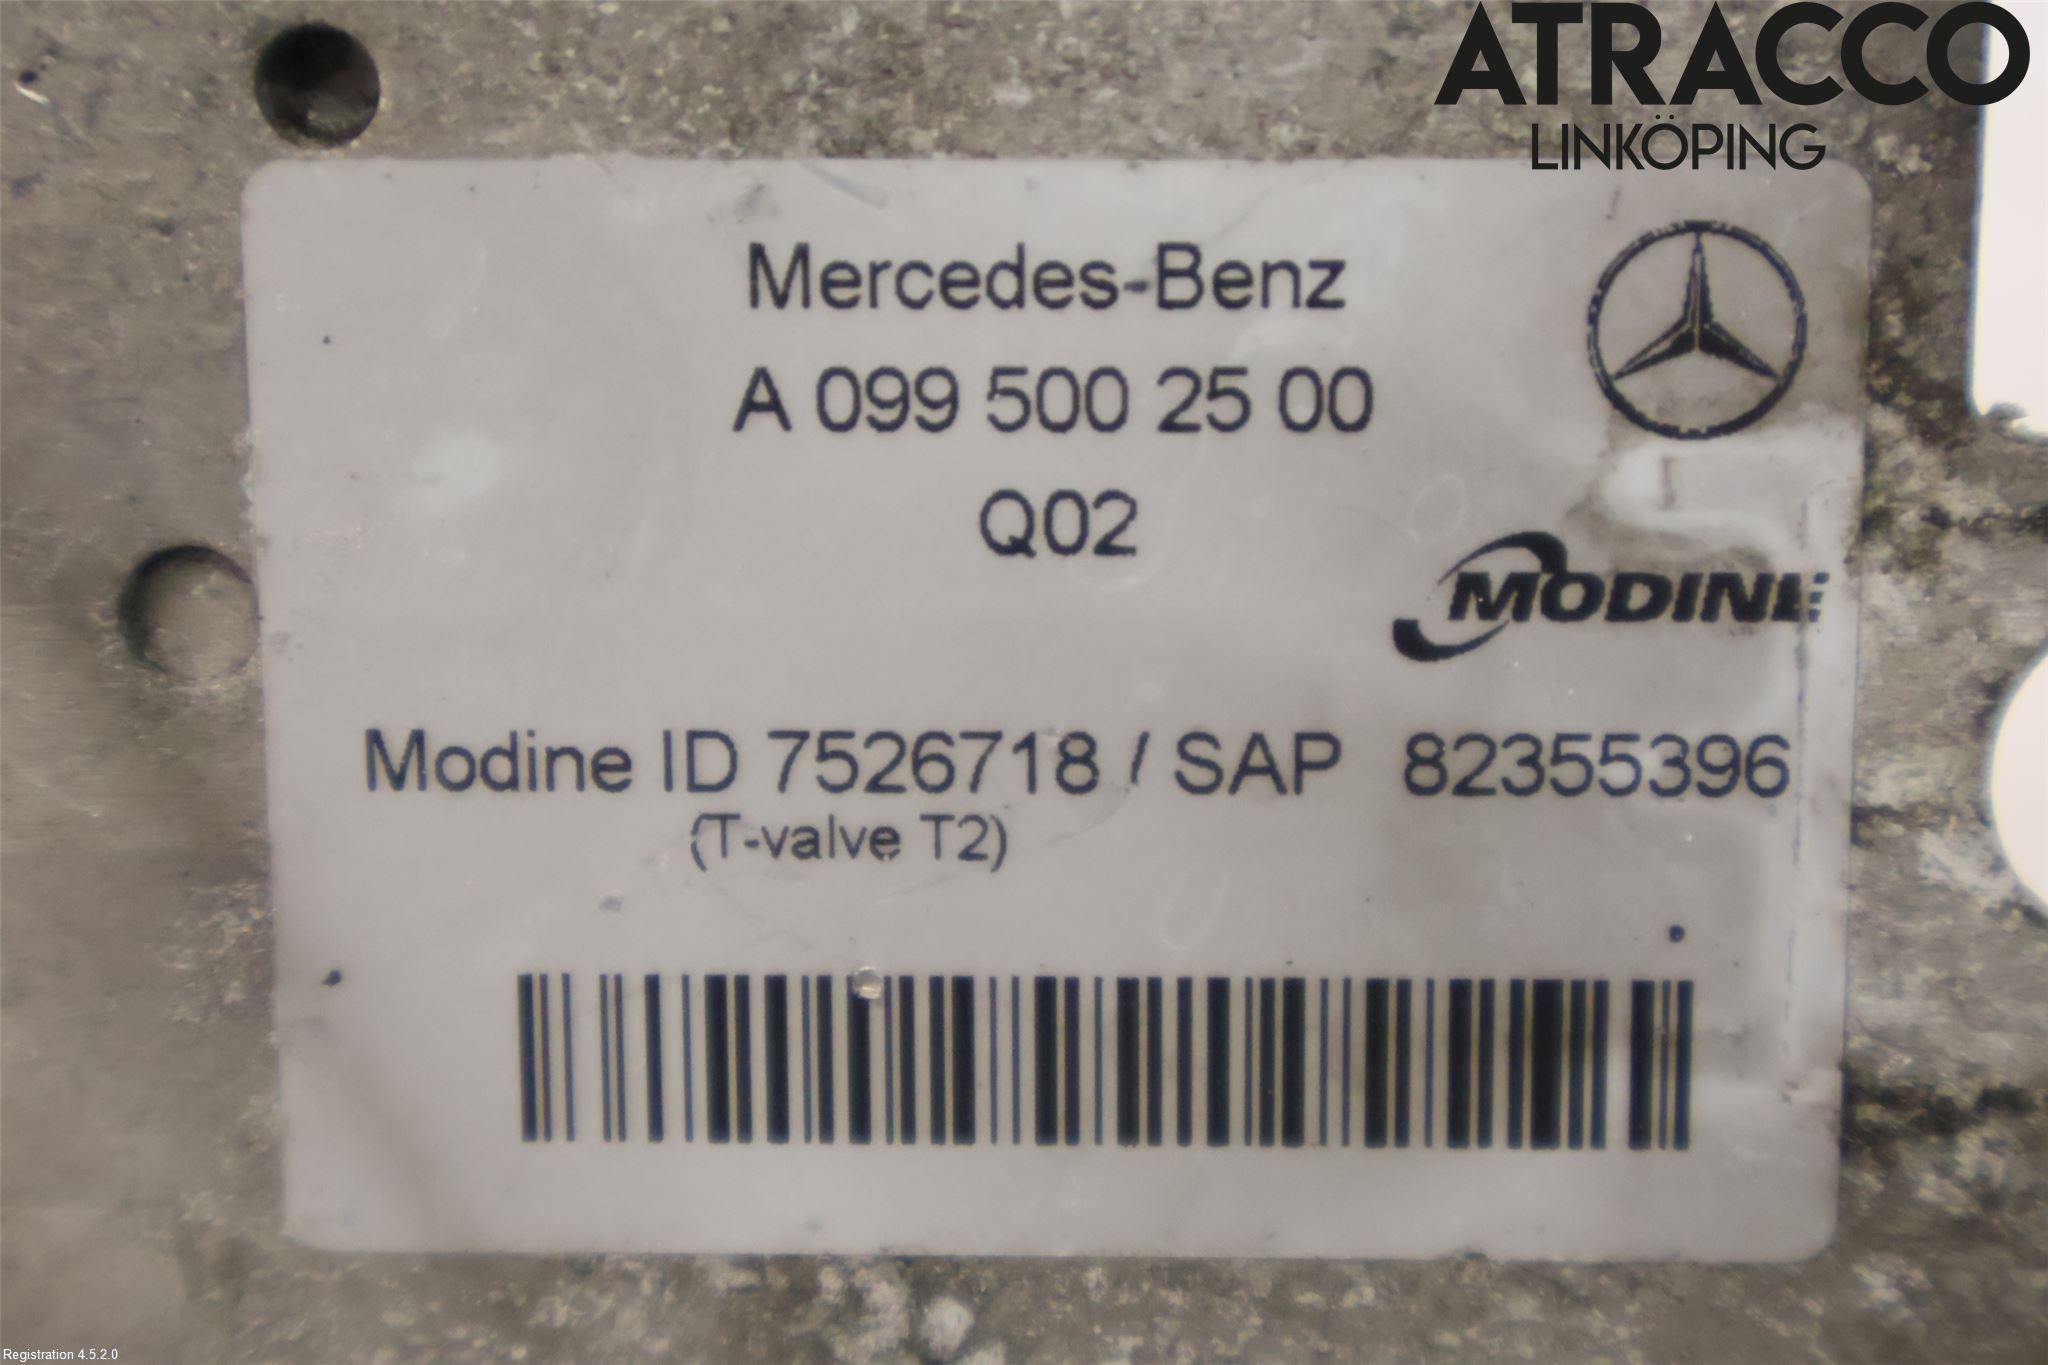 ATRACCO
LINKÖPING
Mercedes-Benz
A 099 500 25 00
Q02
MODINE
Modine ID 7526718 / SAP 82355396
(T-valve T2)
Registration 4.5.2.0